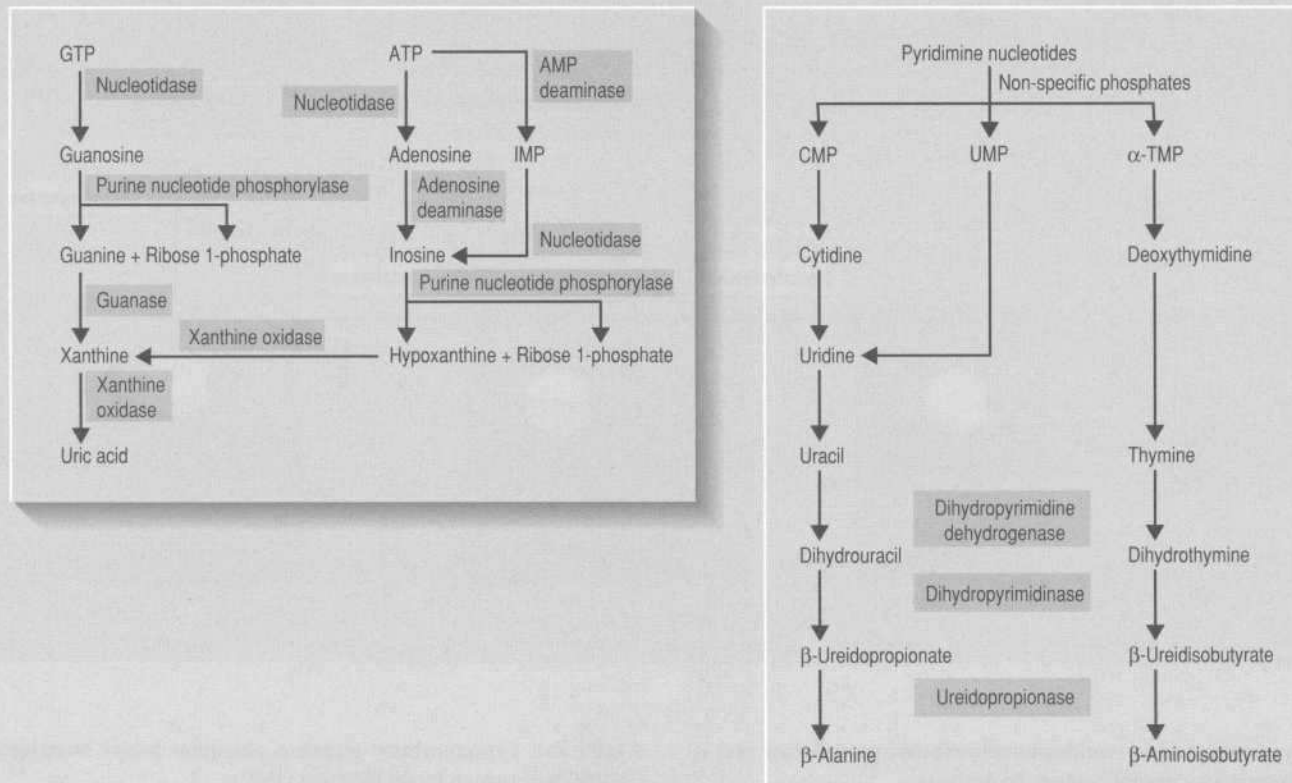 GTP
Nucleotidase
Guanosine
Purine nucleotide phosphorylase
Guanine + Ribose 1-phosphate
Guanase
Xanthine
Xanthine
oxidase
Uric acid
ATP
AMP
deaminase
Nucleotidase
Adenosine
IMP
Adenosine
deaminase
Nucleotidase
Inosine
Purine nucleotide phosphorylase
Xanthine oxidase
Hypoxanthine + Ribose 1-phosphate
Pyridimine nucleotides
Non-specific phosphates
CMP
UMP
α-TMP
Cytidine
Deoxythymidine
Uridine
Uracil
Thymine
Dihydropyrimidine
dehydrogenase
Dihydrouracil
Dihydrothymine
Dihydropyrimidinase
β-Ureidopropionate
β-Ureidisobutyrate
Ureidopropionase
β-Alanine
β-Aminoisobutyrate